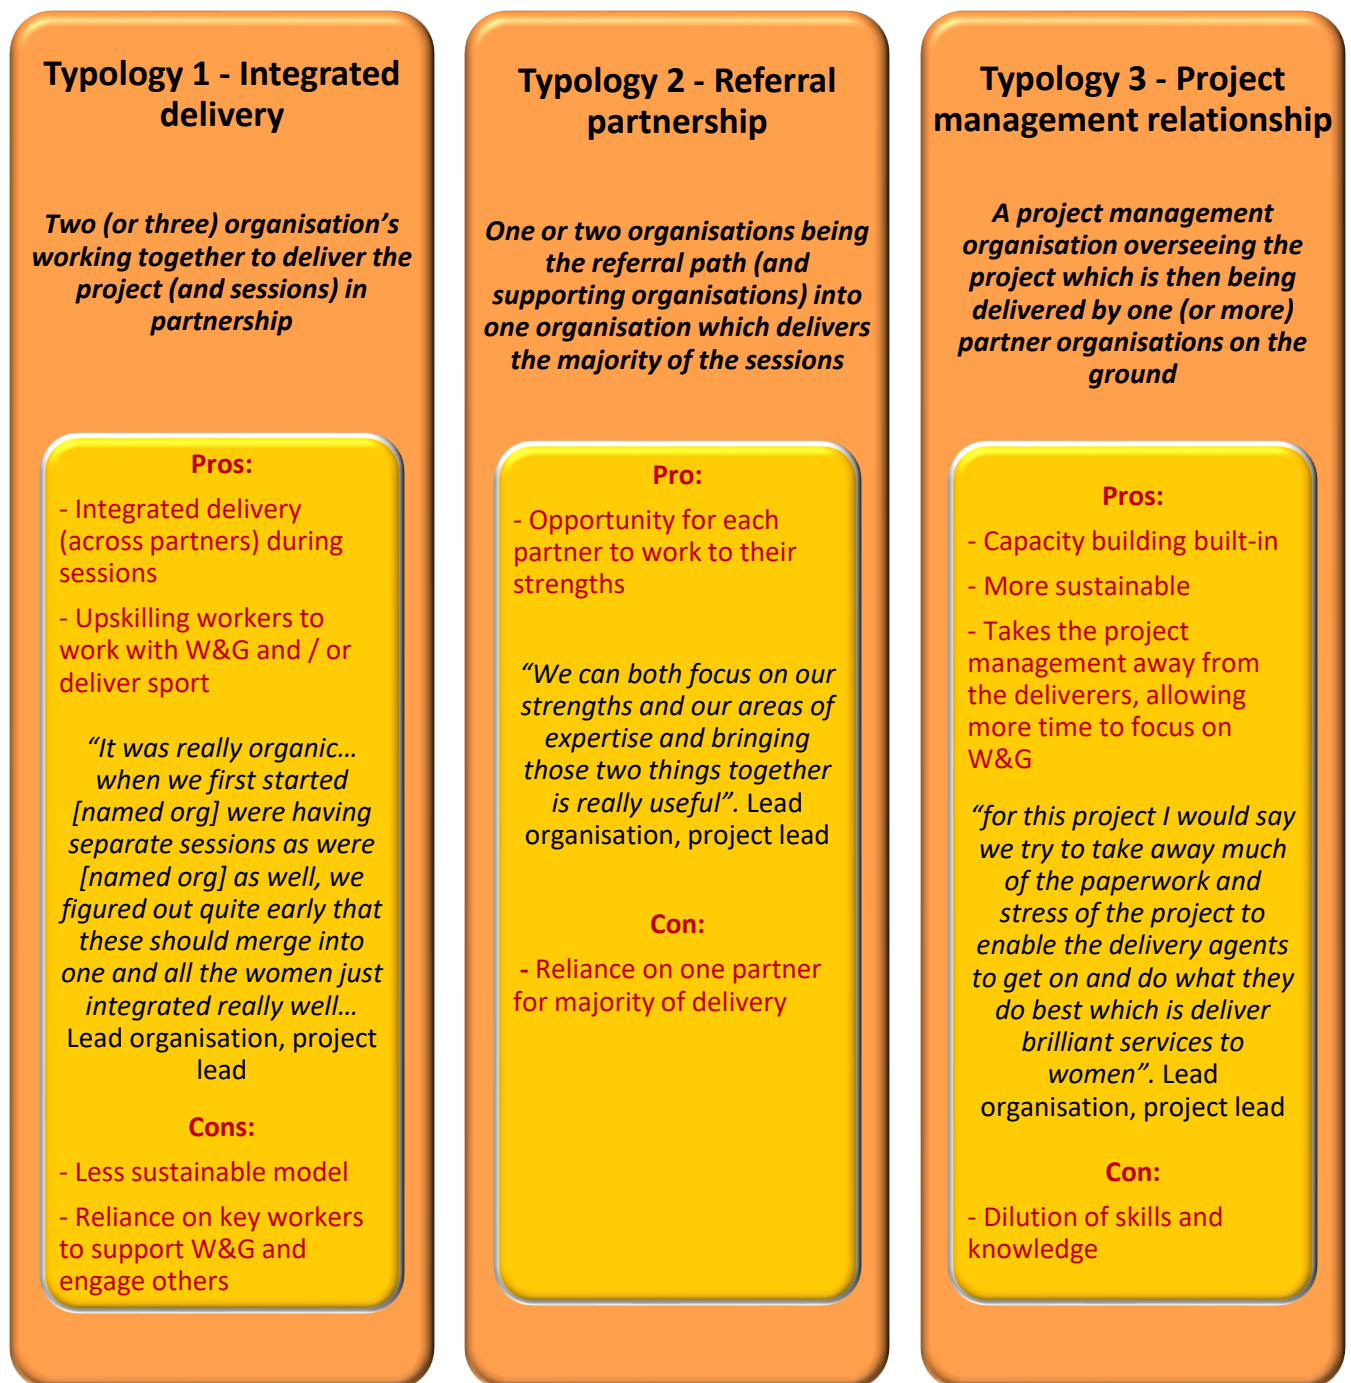 Typology 1 - Integrated
delivery
Two (or three) organisation's
working together to deliver the
project (and sessions) in
partnership
Pros:
- Integrated delivery
(across partners) during
sessions
- Upskilling workers to
work with W&G and / or
deliver sport
“It was really organic…
when we first started
[named org] were having
separate sessions as were
[named org] as well, we
figured out quite early that
these should merge into
one and all the women just
integrated really well…
Lead organisation, project
lead
Cons:
- Less sustainable model
- Reliance on key workers
to support W&G and
engage others
Typology 2 - Referral
partnership
One or two organisations being
the referral path (and
supporting organisations) into
one organisation which delivers
the majority of the sessions
Pro:
- Opportunity for each
partner to work to their
strengths
“We can both focus on our
strengths and our areas of
expertise and bringing
those two things together
is really useful”. Lead
organisation, project lead
Con:
- Reliance on one partner
for majority of delivery
Typology 3 - Project
management relationship
A project management
organisation overseeing the
project which is then being
delivered by one (or more)
partner organisations on the
ground
Pros:
- Capacity building built-in
- More sustainable
- Takes the project
management away from
the deliverers, allowing
more time to focus on
W&G
“for this project I would say
we try to take away much
of the paperwork and
stress of the project to
enable the delivery agents
to get on and do what they
do best which is deliver
brilliant services to
women”. Lead
organisation, project lead
Con:
- Dilution of skills and
knowledge